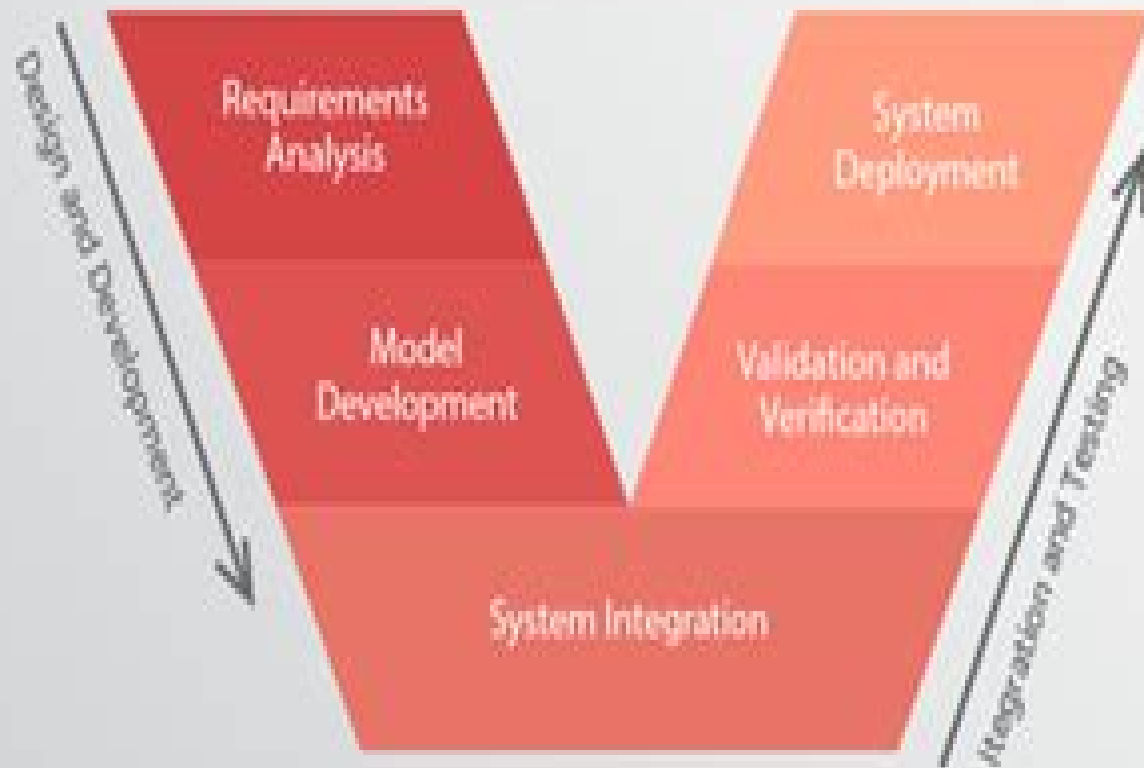 Design and Development
Requirements
Analysis
Model
Development
System Integration
Validation and
Verification
System
Deployment
Integration and Testing